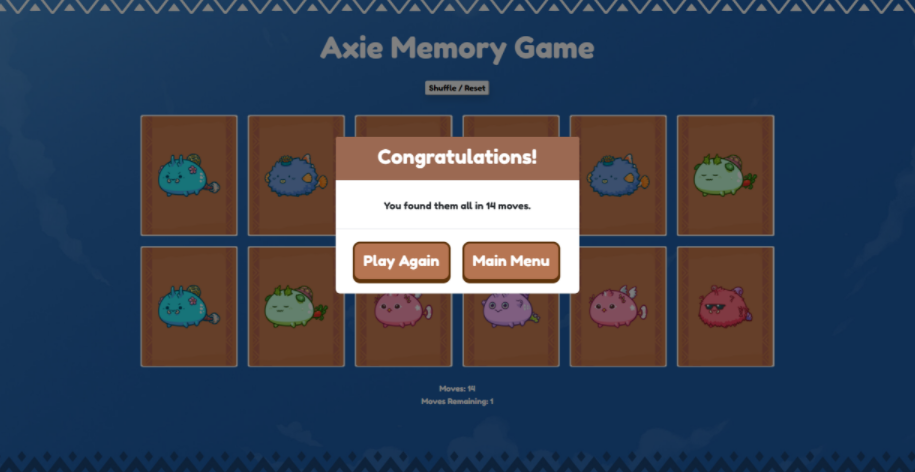 Axie Memory Game
Shuffle / Reset
Congratulations!
You found them all in 14 moves.
Play Again
Main Menu
Moves: 14
Moves Remaining: 1